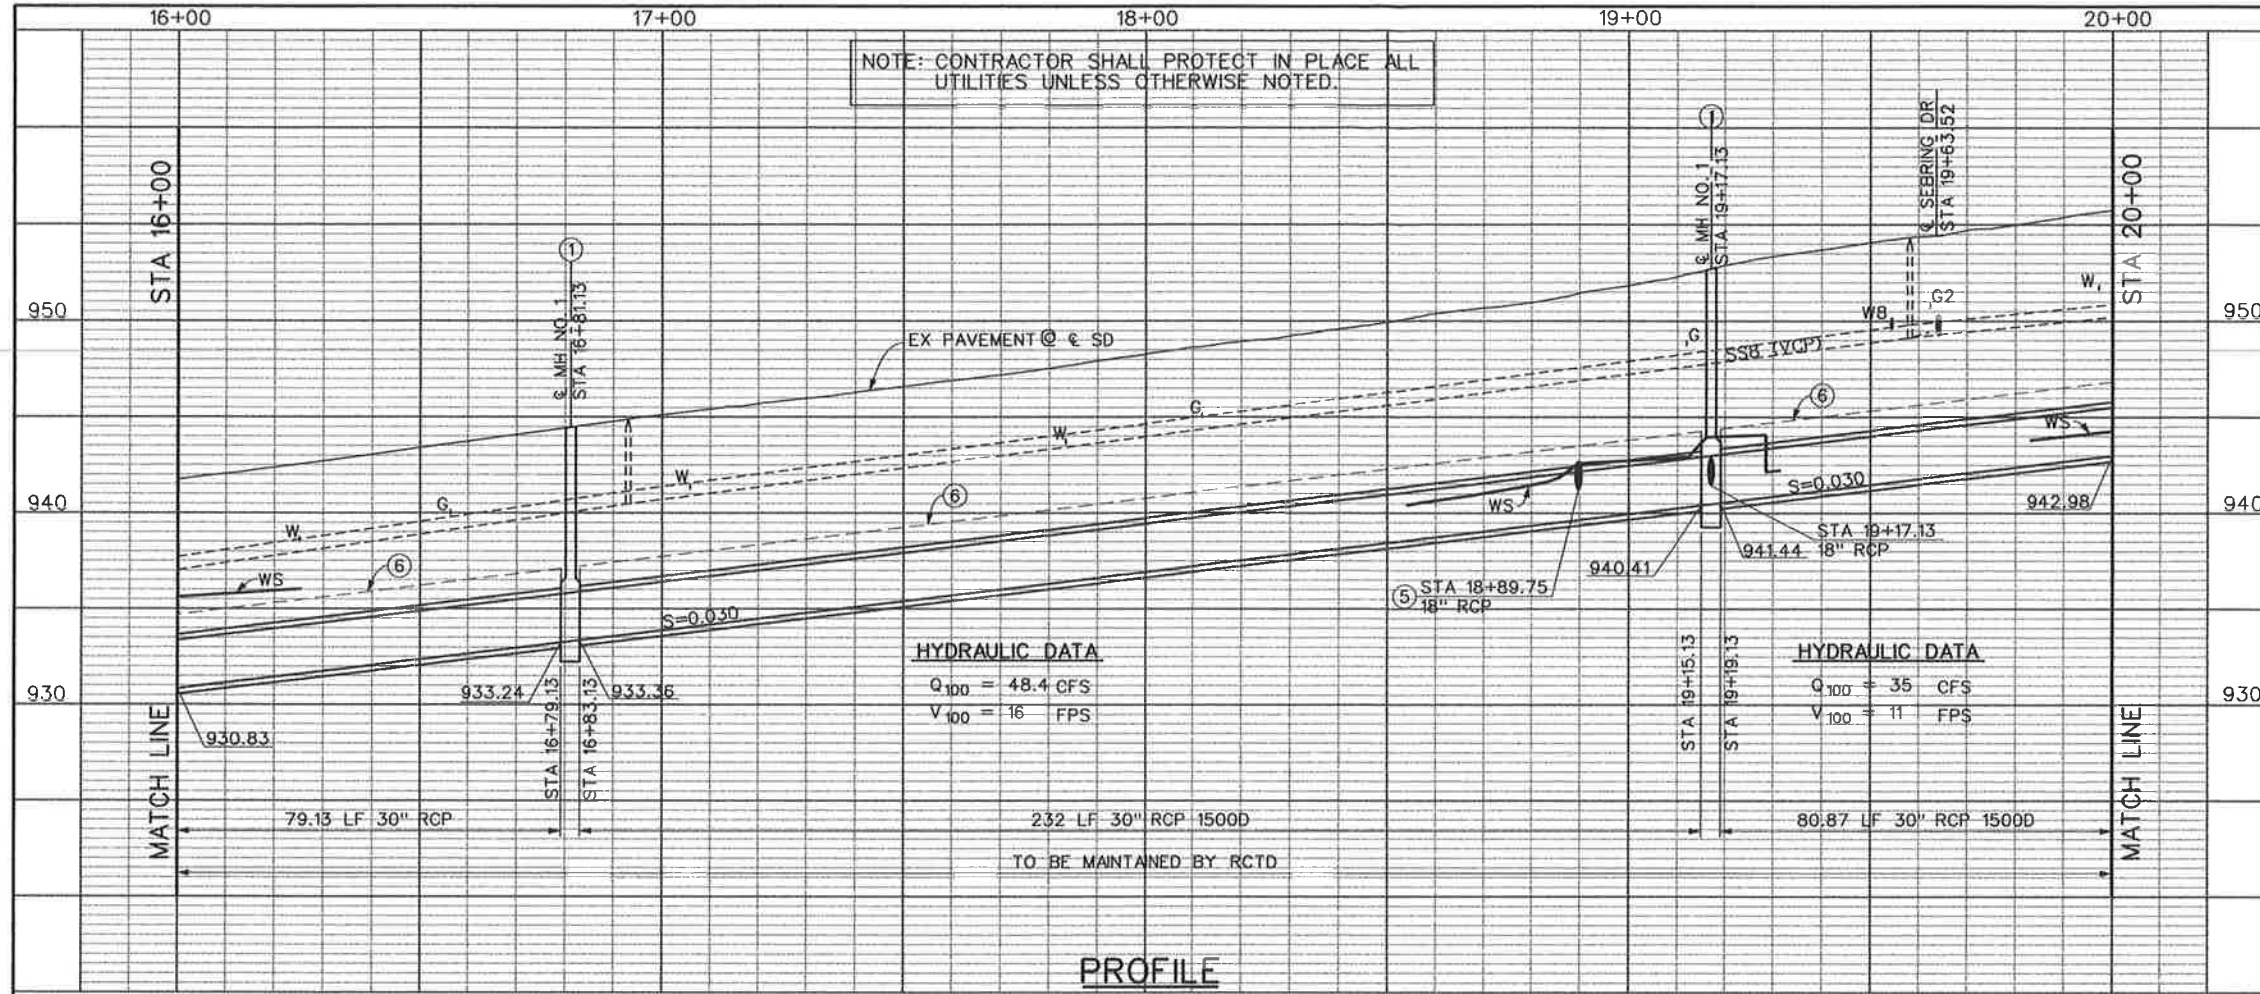 16+00 17+00 18+00 19+00 20+00
NOTE: CONTRACTOR SHALL PROTECT IN PLACE ALL
UTILITIES UNLESS OTHERWISE NOTED.
STA 16+00
1
℄ MH NO. 1
STA 16+81.13
1
℄ MH NO. 1
STA 19+17.13
℄ SEBRING DR
STA 19+63.52
STA 20+00
950
EX PAVEMENT @ ℄ SD
G
SS8 (VCP)
W8
G2
W
950
G
W
W
G
W
6
6
6
WS
940
WS
WS
S=0.030
942.98
940
STA 19+17.13
18" RCP
941.44
940.41
5 STA 18+89.75
18" RCP
S=0.030
930
933.24
933.36
930.83
STA 16+79.13
STA 16+83.13
HYDRAULIC DATA
Q100 = 48.4 CFS
V100 = 16 FPS
STA 19+15.13
STA 19+19.13
HYDRAULIC DATA
Q100 = 35 CFS
V100 = 11 FPS
930
MATCH LINE
MATCH LINE
79.13 LF 30" RCP
232 LF 30" RCP 1500D
80.87 LF 30" RCP 1500D
TO BE MAINTAINED BY RCTD
PROFILE